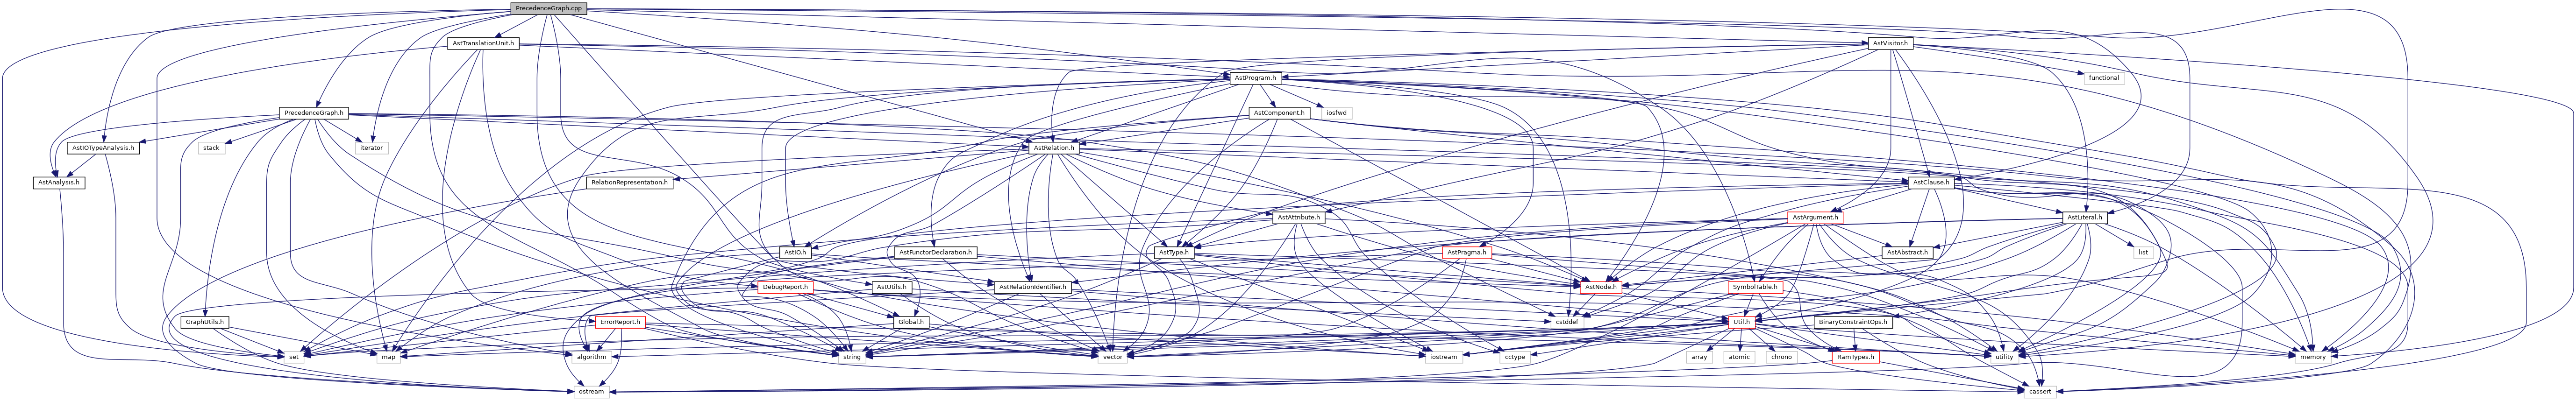 PrecedenceGraph.cpp
AstTranslationUnit.h
AstVisitor.h
AstProgram.h
functional
PrecedenceGraph.h
AstComponent.h
iosfwd
AstIOTypeAnalysis.h
stack
iterator
AstRelation.h
AstAnalysis.h
RelationRepresentation.h
AstClause.h
AstAttribute.h
AstArgument.h
AstLiteral.h
AstIO.h
AstFunctorDeclaration.h
AstType.h
AstPragma.h
AstAbstract.h
list
DebugReport.h
AstUtils.h
AstRelationIdentifier.h
AstNode.h
SymbolTable.h
GraphUtils.h
ErrorReport.h
Global.h
cstddef
Util.h
BinaryConstraintOps.h
set
map
algorithm
string
vector
iostream
cctype
array
atomic
chrono
RamTypes.h
utility
memory
ostream
cassert